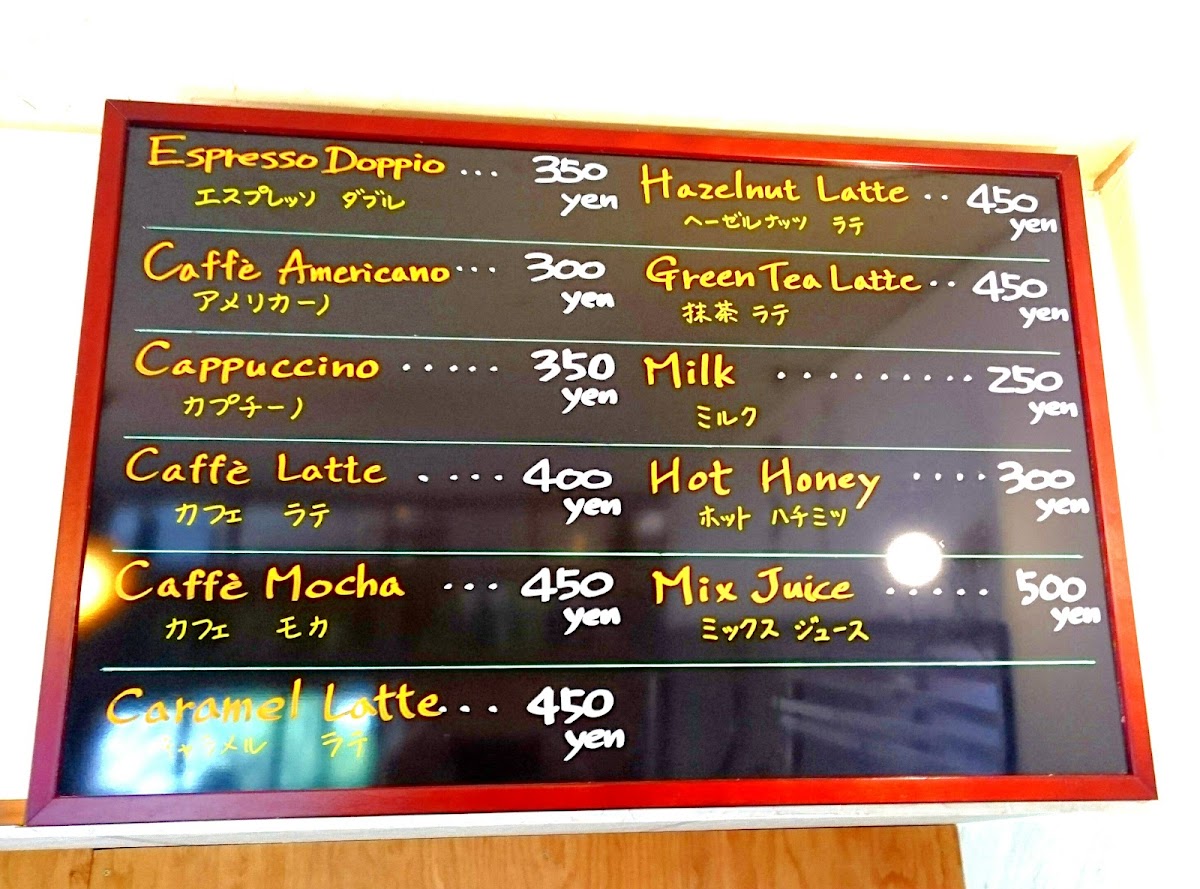 Espresso Doppio ... 350
エスプレッソ ダブル yen
Caffè Americano ... 300
アメリカーノ yen
Cappuccino ..... 350
カプチーノ yen
Caffè Latte .... 400
カフェ ラテ yen
Caffè Mocha ... 450
カフェ モカ yen
Caramel Latte ... 450
キャラメル ラテ yen
Hazelnut Latte .. 450
ヘーゼルナッツ ラテ yen
Green Tea Latte .. 450
抹茶 ラテ yen
Milk ......... 250
ミルク yen
Hot Honey .... 300
ホット ハチミツ yen
Mix Juice ..... 500
ミックス ジュース yen